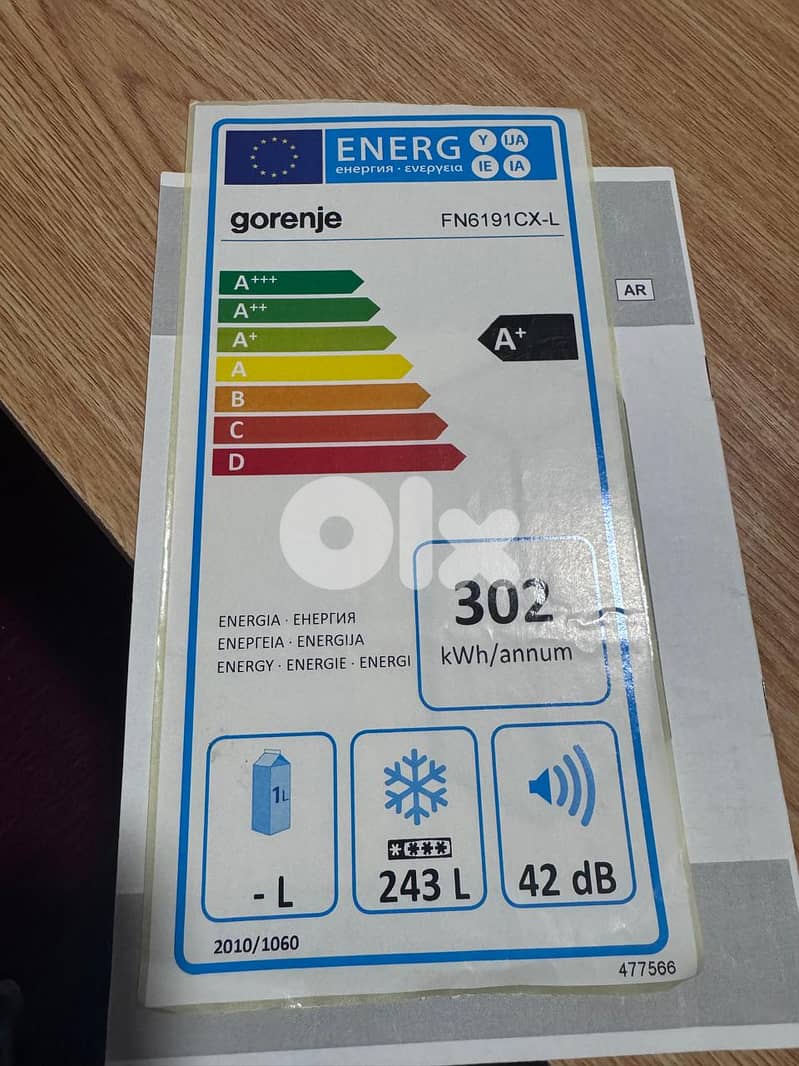 ENERG Y IJA
енергия · ενεργεια IE IA
gorenje FN6191CX-L
A+++
A++
A+
A
B
C
D
A+
AR
olx
302
kWh/annum
ENERGIA · ЕНЕРГИЯ
ΕΝΕΡΓΕΙΑ · ENERGIJA
ENERGY · ENERGIE · ENERGI
1L
- L
****
243 L
42 dB
2010/1060
477566